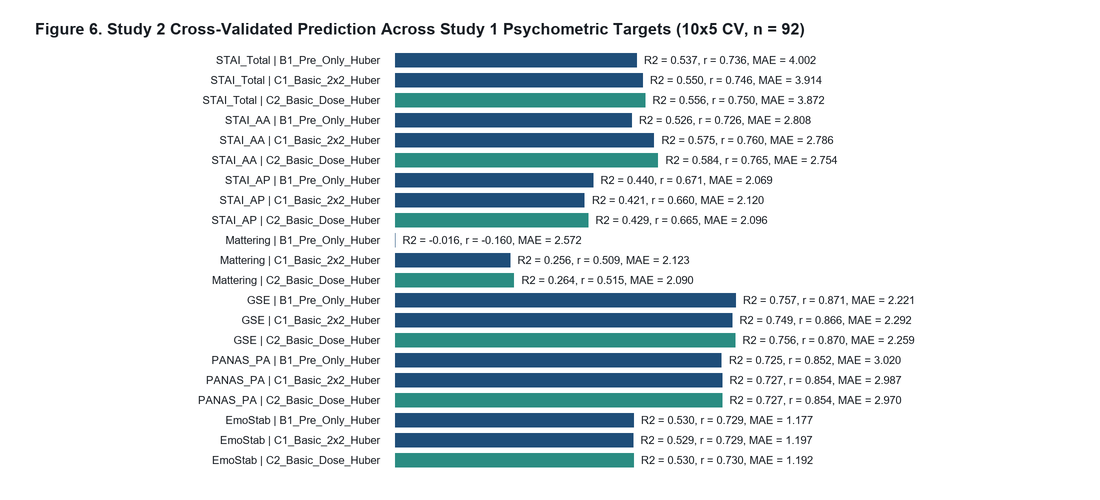 Figure 6. Study 2 Cross-Validated Prediction Across Study 1 Psychometric Targets (10x5 CV, n = 92)
STAI_Total | B1_Pre_Only_Huber R2 = 0.537, r = 0.736, MAE = 4.002
STAI_Total | C1_Basic_2x2_Huber R2 = 0.550, r = 0.746, MAE = 3.914
STAI_Total | C2_Basic_Dose_Huber R2 = 0.556, r = 0.750, MAE = 3.872
STAI_AA | B1_Pre_Only_Huber R2 = 0.526, r = 0.726, MAE = 2.808
STAI_AA | C1_Basic_2x2_Huber R2 = 0.575, r = 0.760, MAE = 2.786
STAI_AA | C2_Basic_Dose_Huber R2 = 0.584, r = 0.765, MAE = 2.754
STAI_AP | B1_Pre_Only_Huber R2 = 0.440, r = 0.671, MAE = 2.069
STAI_AP | C1_Basic_2x2_Huber R2 = 0.421, r = 0.660, MAE = 2.120
STAI_AP | C2_Basic_Dose_Huber R2 = 0.429, r = 0.665, MAE = 2.096
Mattering | B1_Pre_Only_Huber R2 = -0.016, r = -0.160, MAE = 2.572
Mattering | C1_Basic_2x2_Huber R2 = 0.256, r = 0.509, MAE = 2.123
Mattering | C2_Basic_Dose_Huber R2 = 0.264, r = 0.515, MAE = 2.090
GSE | B1_Pre_Only_Huber R2 = 0.757, r = 0.871, MAE = 2.221
GSE | C1_Basic_2x2_Huber R2 = 0.749, r = 0.866, MAE = 2.292
GSE | C2_Basic_Dose_Huber R2 = 0.756, r = 0.870, MAE = 2.259
PANAS_PA | B1_Pre_Only_Huber R2 = 0.725, r = 0.852, MAE = 3.020
PANAS_PA | C1_Basic_2x2_Huber R2 = 0.727, r = 0.854, MAE = 2.987
PANAS_PA | C2_Basic_Dose_Huber R2 = 0.727, r = 0.854, MAE = 2.970
EmoStab | B1_Pre_Only_Huber R2 = 0.530, r = 0.729, MAE = 1.177
EmoStab | C1_Basic_2x2_Huber R2 = 0.529, r = 0.729, MAE = 1.197
EmoStab | C2_Basic_Dose_Huber R2 = 0.530, r = 0.730, MAE = 1.192